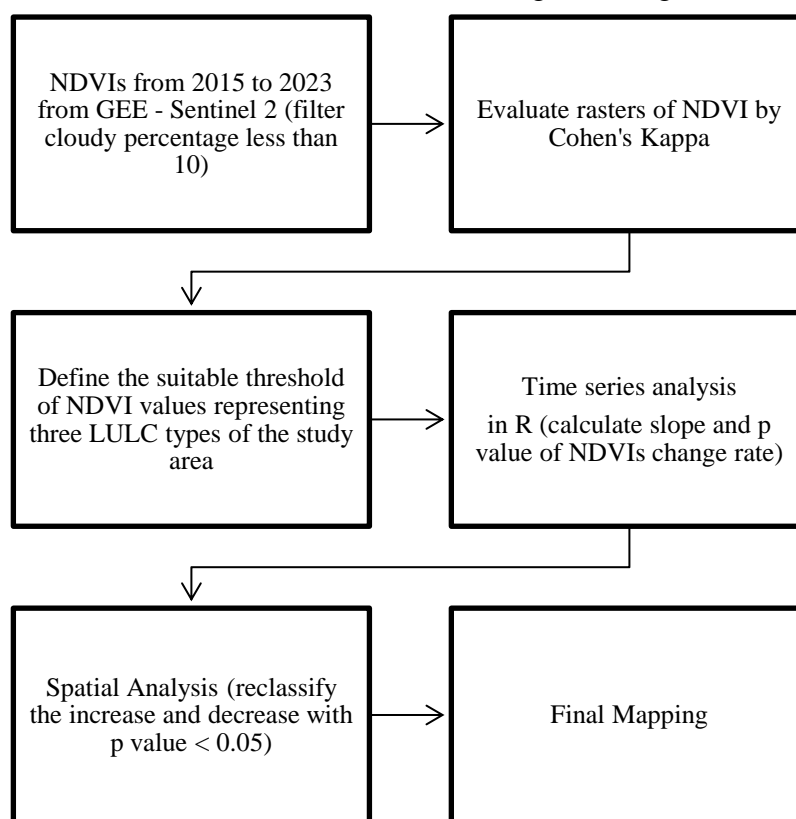 NDVIs from 2015 to 2023
from GEE - Sentinel 2 (filter
cloudy percentage less than
10)
Evaluate rasters of NDVI by
Cohen's Kappa
Define the suitable threshold
of NDVI values representing
three LULC types of the study
area
Time series analysis
in R (calculate slope and p
value of NDVIs change rate)
Spatial Analysis (reclassify
the increase and decrease with
p value < 0.05)
Final Mapping